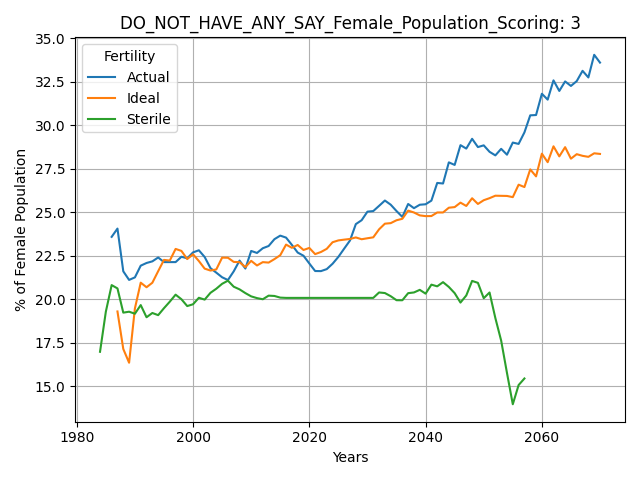 DO_NOT_HAVE_ANY_SAY_Female_Population_Scoring: 3
Fertility
Actual
Ideal
Sterile
% of Female Population
35.0
32.5
30.0
27.5
25.0
22.5
20.0
17.5
15.0
1980
2000
2020
2040
2060
Years